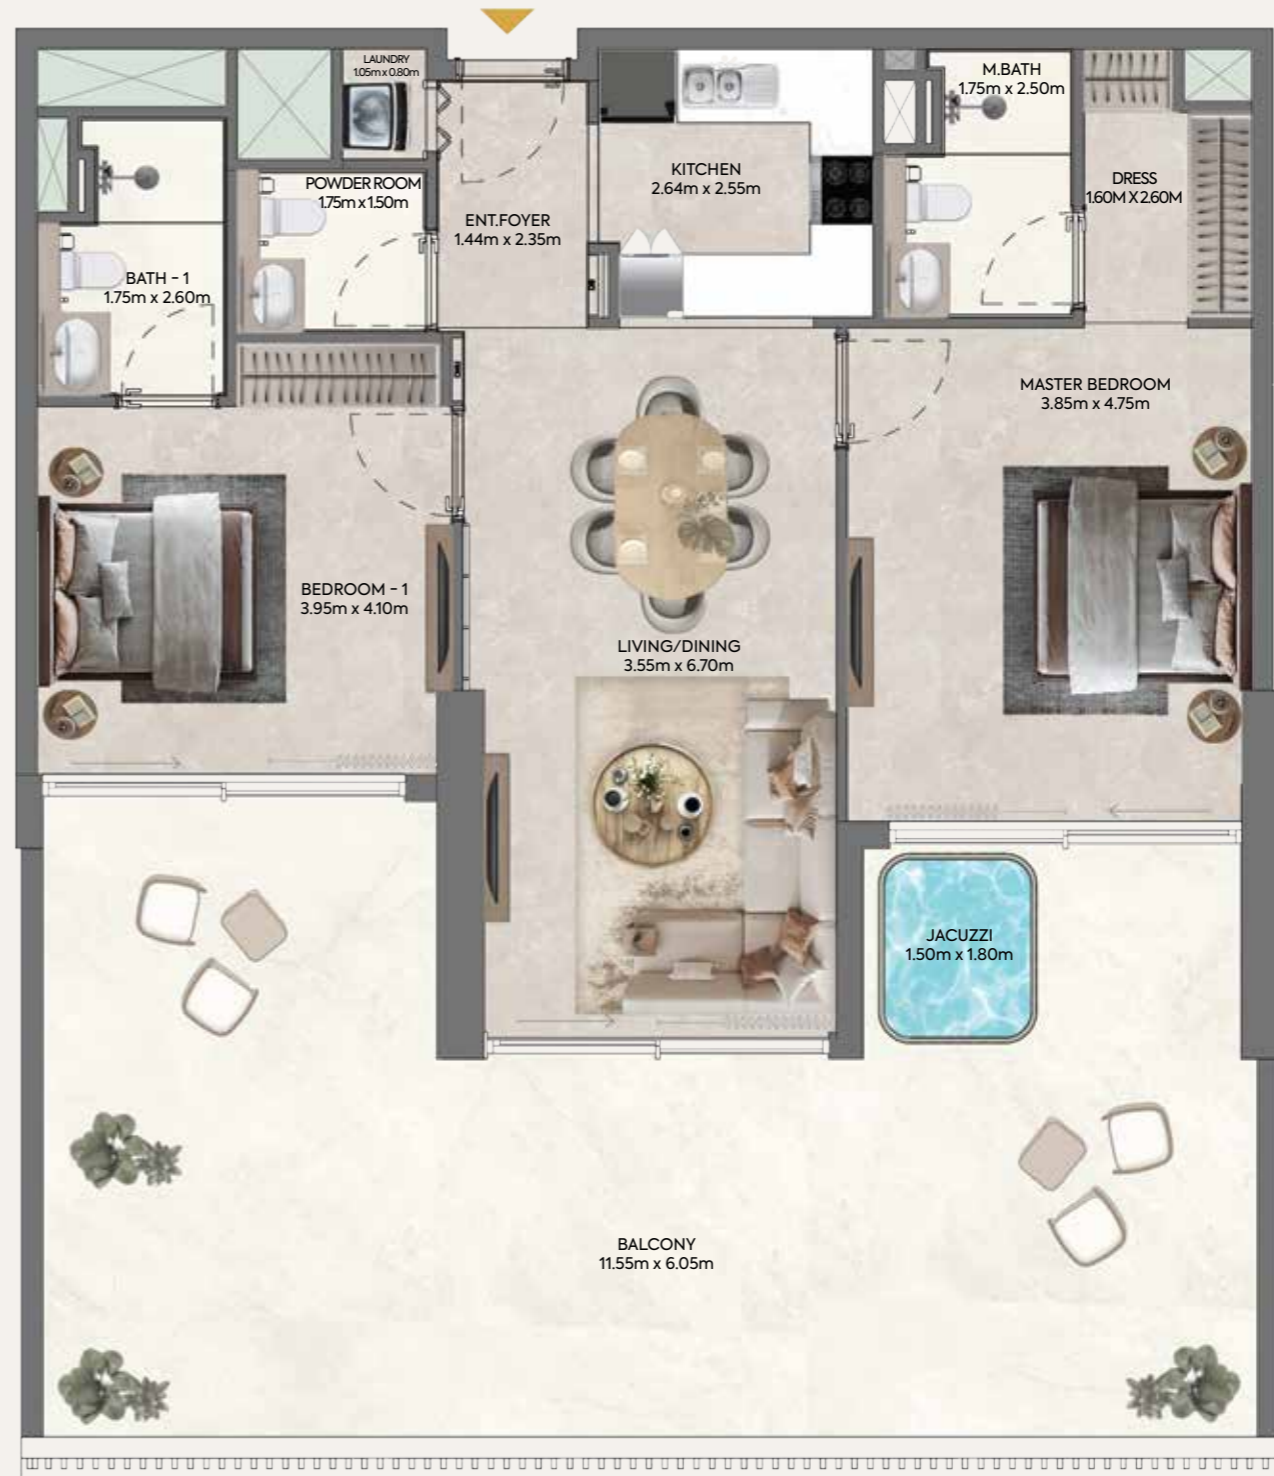 LAUNDRY
1.05m x 0.80m
M.BATH
1.75m x 2.50m
KITCHEN
2.64m x 2.55m
DRESS
1.60M X 2.60M
POWDER ROOM
1.75m x 1.50m
ENT.FOYER
1.44m x 2.35m
BATH - 1
1.75m x 2.60m
MASTER BEDROOM
3.85m x 4.75m
BEDROOM - 1
3.95m x 4.10m
LIVING/DINING
3.55m x 6.70m
JACUZZI
1.50m x 1.80m
BALCONY
11.55m x 6.05m